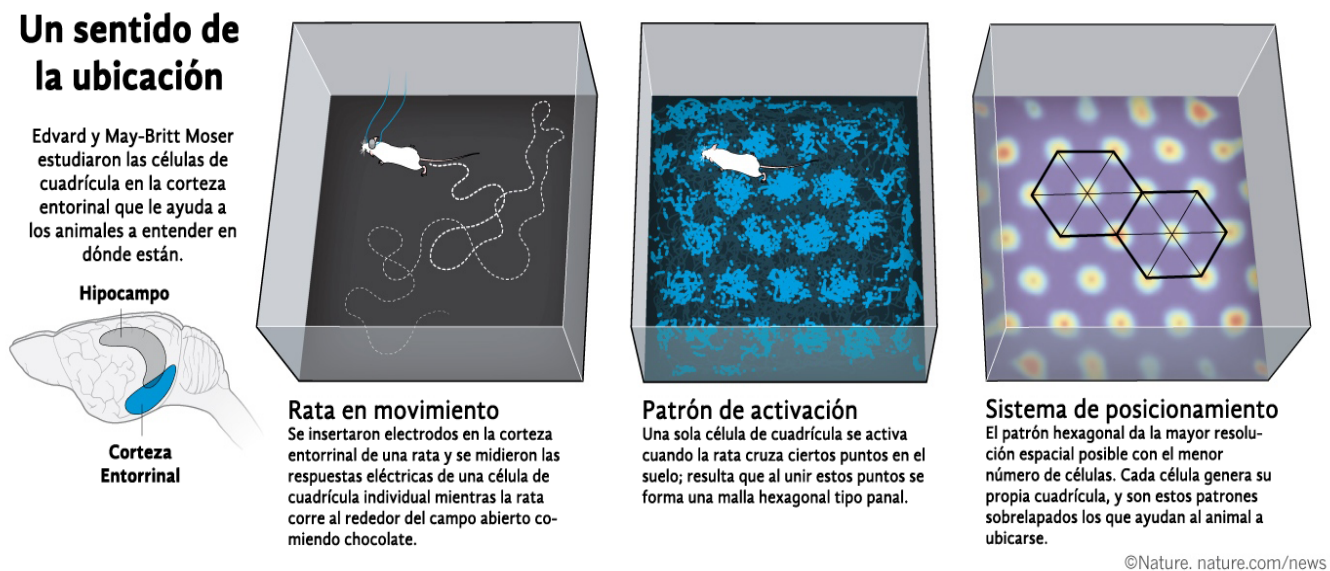 Un sentido de
la ubicación
Edvard y May-Britt Moser
estudiaron las células de
cuadrícula en la corteza
entorinal que le ayuda a
los animales a entender en
dónde están.
Hipocampo
Corteza
Entorrinal
Rata en movimiento
Se insertaron electrodos en la corteza
entorrinal de una rata y se midieron las
respuestas eléctricas de una célula de
cuadrícula individual mientras la rata
corre al rededor del campo abierto co-
miendo chocolate.
Patrón de activación
Una sola célula de cuadrícula se activa
cuando la rata cruza ciertos puntos en el
suelo; resulta que al unir estos puntos se
forma una malla hexagonal tipo panal.
Sistema de posicionamiento
El patrón hexagonal da la mayor resolu-
ción espacial posible con el menor
número de células. Cada célula genera su
propia cuadrícula, y son estos patrones
sobrelapados los que ayudan al animal a
ubicarse.
©Nature. nature.com/news